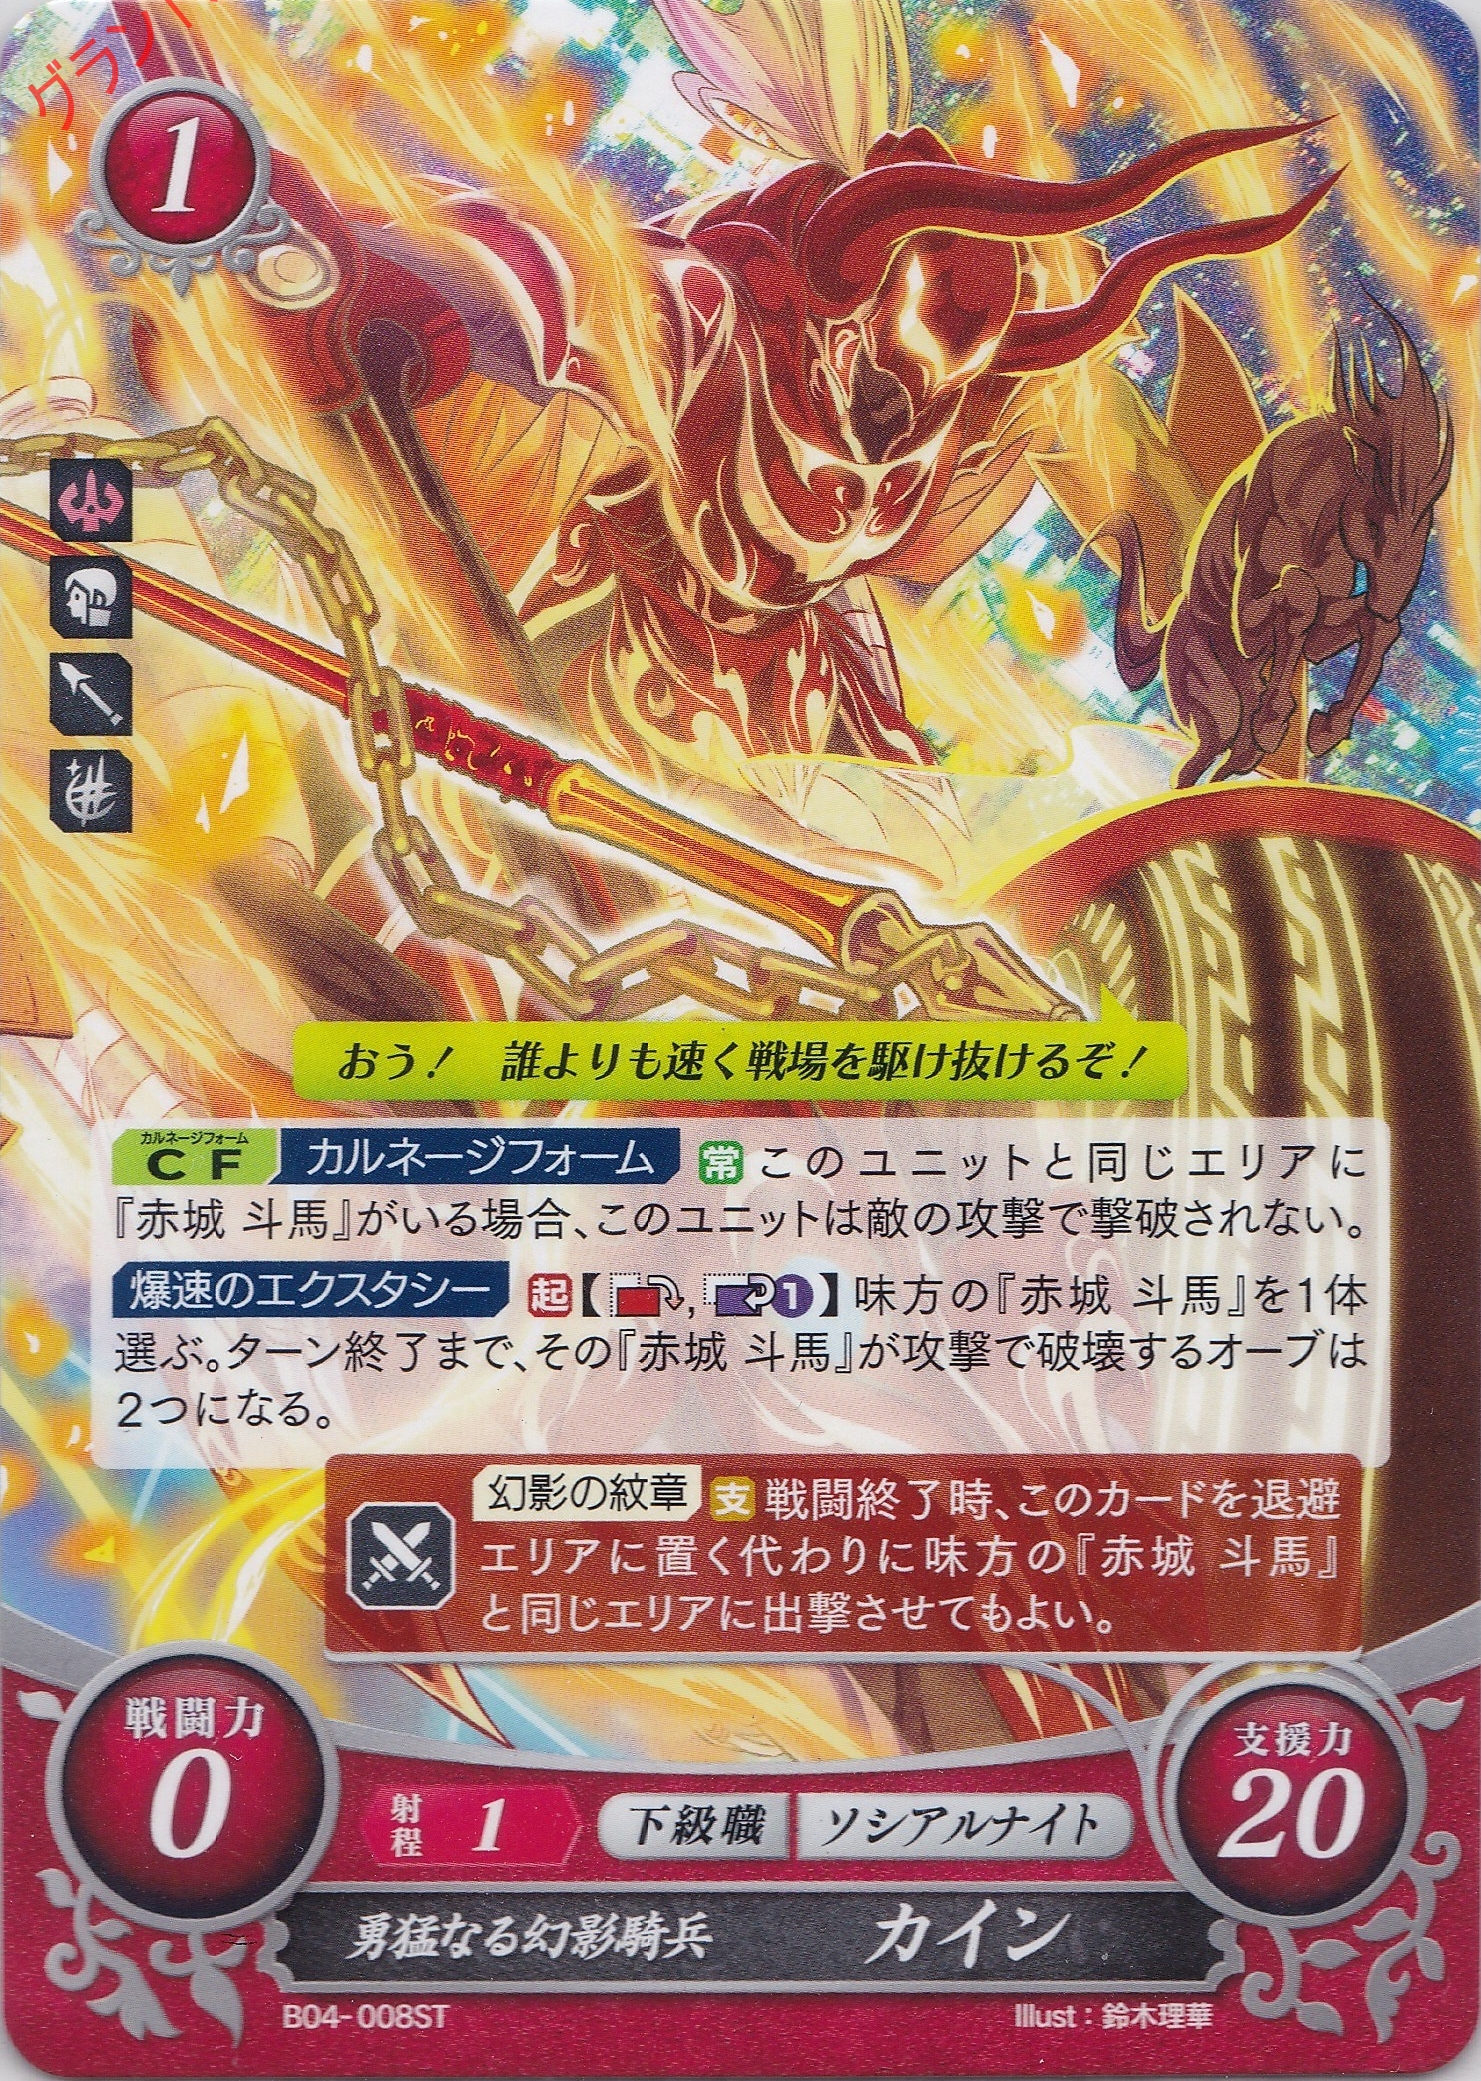 グラン
1
おう！　誰よりも速く戦場を駆け抜けるぞ！
カルネージフォーム
CF カルネージフォーム 常 このユニットと同じエリアに
『赤城 斗馬』がいる場合、このユニットは敵の攻撃で撃破されない。
爆速のエクスタシー 起【 , 1】味方の『赤城 斗馬』を1体
選ぶ。ターン終了まで、その『赤城 斗馬』が攻撃で破壊するオーブは
2つになる。
幻影の紋章 支 戦闘終了時、このカードを退避
エリアに置く代わりに味方の『赤城 斗馬』
と同じエリアに出撃させてもよい。
戦闘力
0
射程 1
下級職 ソシアルナイト
支援力
20
勇猛なる幻影騎兵 カイン
B04-008ST
Illust：鈴木理華